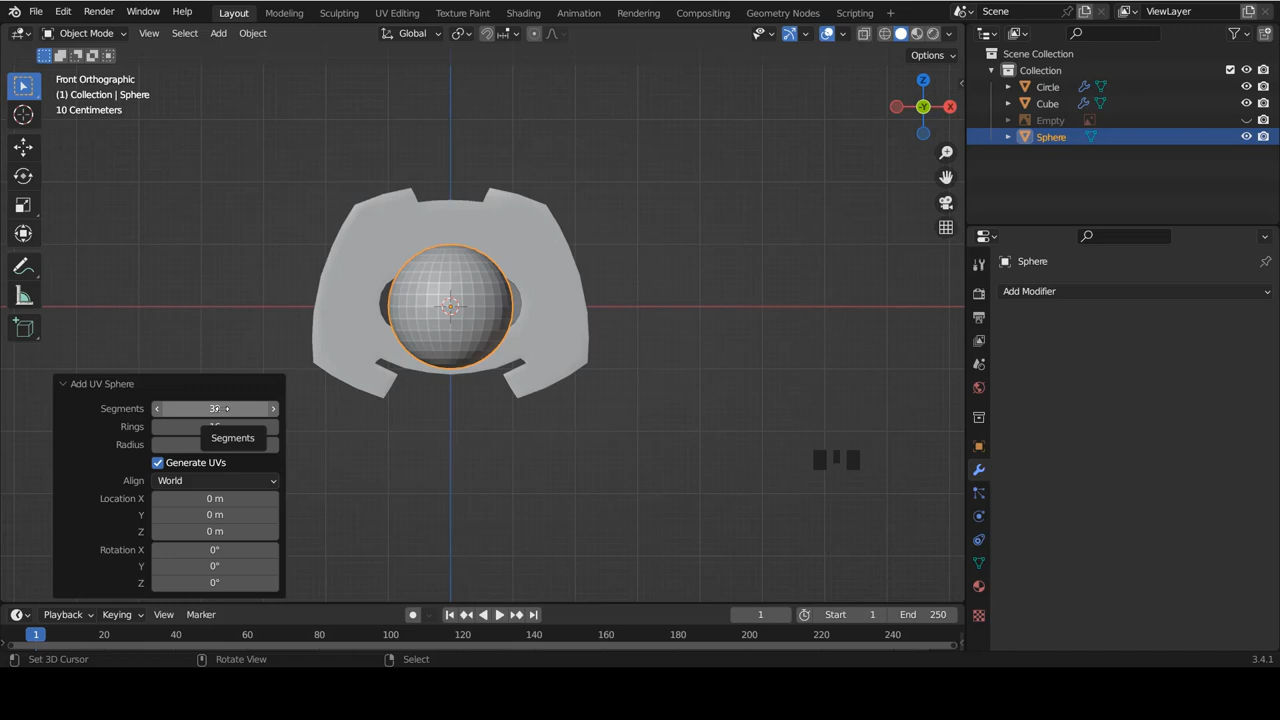 File Edit Render Window Help Layout Modeling Sculpting UV Editing Texture Paint Shading Animation Rendering Compositing Geometry Nodes Scripting Scene ViewLayer
Object Mode View Select Add Object Global
Options
Front Orthographic
(1) Collection | Sphere
10 Centimeters
Z
Y
X
Scene Collection
Collection
Circle
Cube
Empty
Sphere
Sphere
Add Modifier
Add UV Sphere
Segments
Rings
Segments
Radius
Generate UVs
Align World
Location X 0 m
Y 0 m
Z 0 m
Rotation X 0°
Y 0°
Z 0°
Playback Keying View Marker 1 Start 1 End 250
1 20 40 60 80 100 120 140 160 180 200 220 240
Set 3D Cursor Rotate View Select 3.4.1